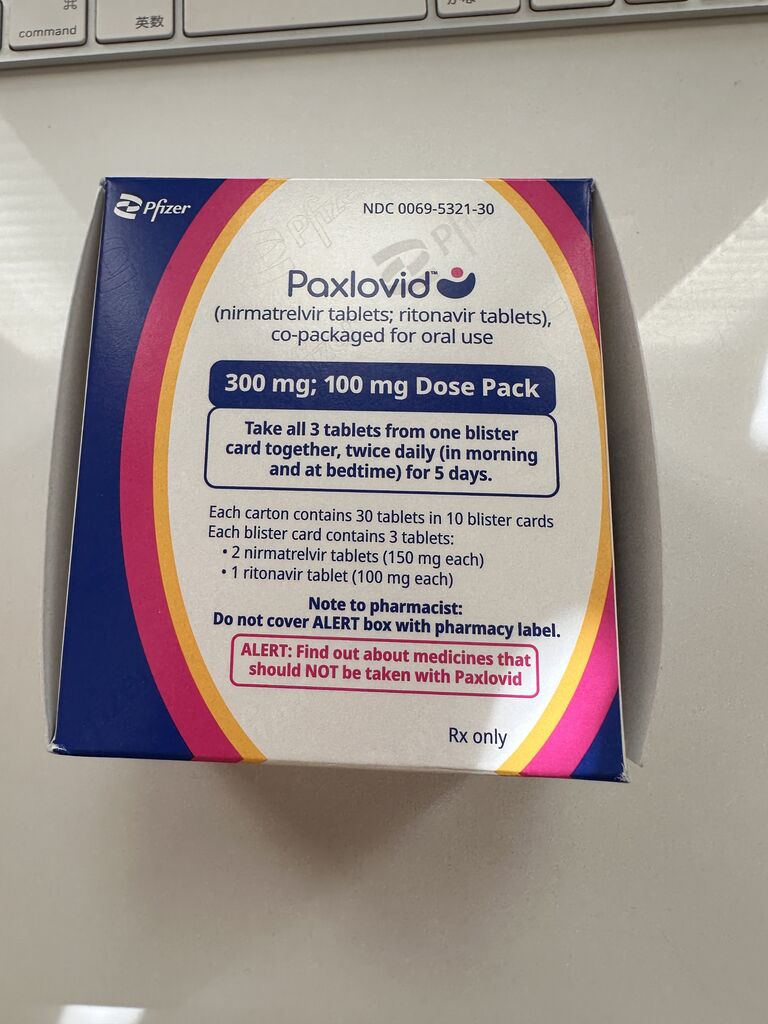 ⌘
command
英数
かな
Pfizer
NDC 0069-5321-30
Paxlovid™
(nirmatrelvir tablets; ritonavir tablets),
co-packaged for oral use
300 mg; 100 mg Dose Pack
Take all 3 tablets from one blister
card together, twice daily (in morning
and at bedtime) for 5 days.
Each carton contains 30 tablets in 10 blister cards
Each blister card contains 3 tablets:
• 2 nirmatrelvir tablets (150 mg each)
• 1 ritonavir tablet (100 mg each)
Note to pharmacist:
Do not cover ALERT box with pharmacy label.
ALERT: Find out about medicines that
should NOT be taken with Paxlovid
Rx only